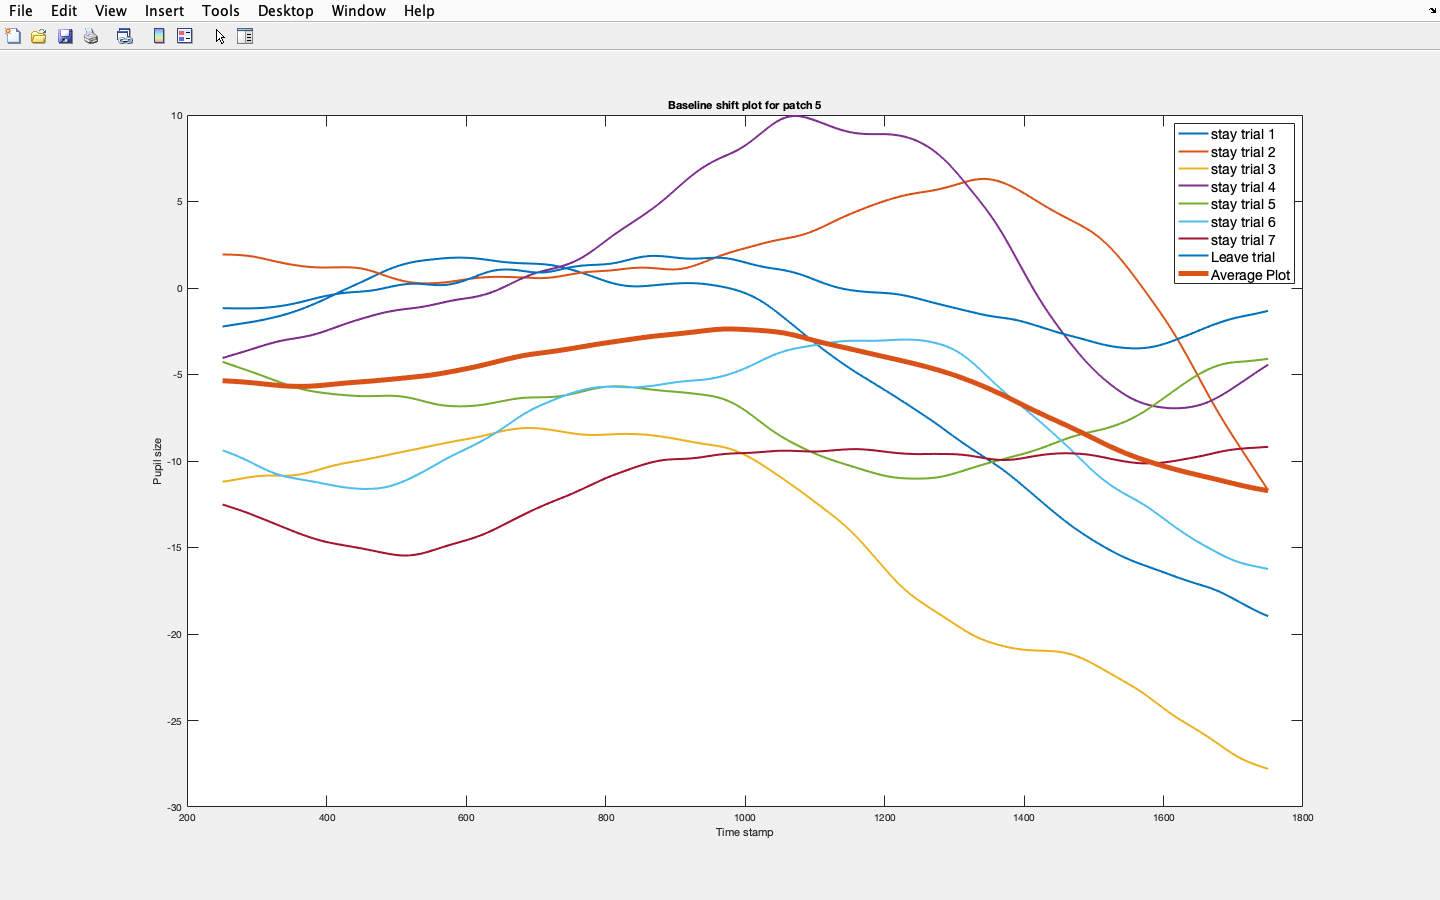 File Edit View Insert Tools Desktop Window Help
Baseline shift plot for patch 5
10
5
0
-5
-10
-15
-20
-25
-30
Pupil size
stay trial 1
stay trial 2
stay trial 3
stay trial 4
stay trial 5
stay trial 6
stay trial 7
Leave trial
Average Plot
200 400 600 800 1000 1200 1400 1600 1800
Time stamp